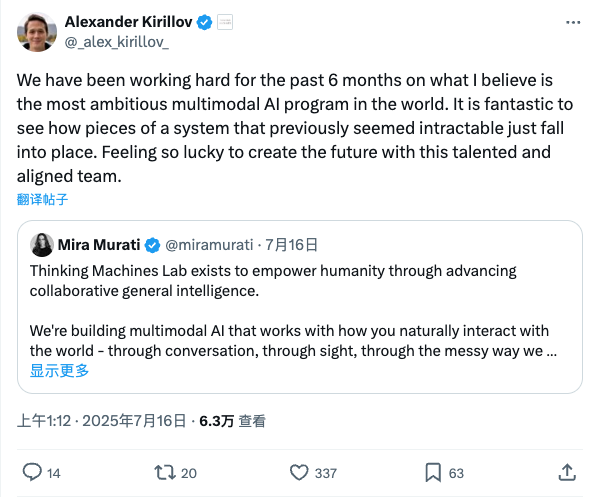 Alexander Kirillov
@_alex_kirillov_
We have been working hard for the past 6 months on what I believe is
the most ambitious multimodal AI program in the world. It is fantastic to
see how pieces of a system that previously seemed intractable just fall
into place. Feeling so lucky to create the future with this talented and
aligned team.
翻译帖子
Mira Murati @miramurati · 7月16日
Thinking Machines Lab exists to empower humanity through advancing
collaborative general intelligence.
We're building multimodal AI that works with how you naturally interact with
the world - through conversation, through sight, through the messy way we ...
显示更多
上午1:12 · 2025年7月16日 · 6.3万 查看
14 20 337 63